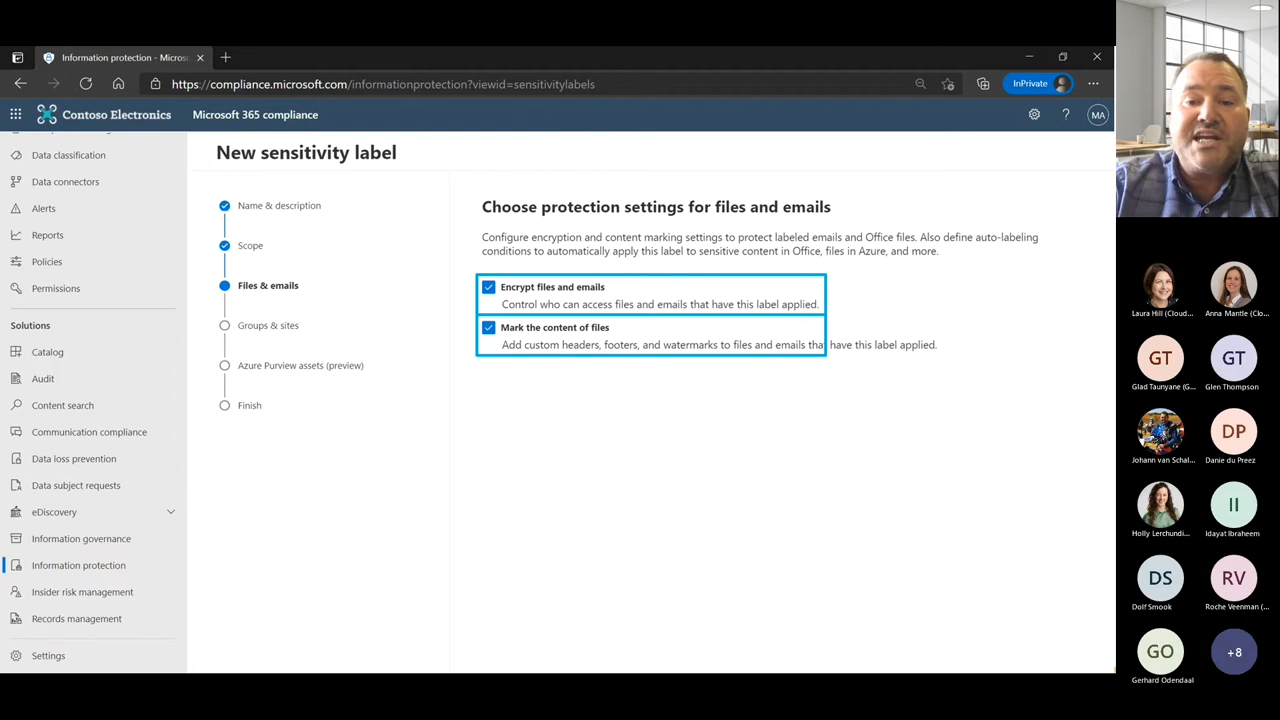 Information protection - Micros
https://compliance.microsoft.com/informationprotection?viewid=sensitivitylabels
InPrivate
Contoso Electronics
Microsoft 365 compliance
?
MA
Data classification
Data connectors
Alerts
Reports
Policies
Permissions
Solutions
Catalog
Audit
Content search
Communication compliance
Data loss prevention
Data subject requests
eDiscovery
Information governance
Information protection
Insider risk management
Records management
Settings
New sensitivity label
Name & description
Scope
Files & emails
Groups & sites
Azure Purview assets (preview)
Finish
Choose protection settings for files and emails
Configure encryption and content marking settings to protect labeled emails and Office files. Also define auto-labeling
conditions to automatically apply this label to sensitive content in Office, files in Azure, and more.
Encrypt files and emails
Control who can access files and emails that have this label applied.
Mark the content of files
Add custom headers, footers, and watermarks to files and emails that have this label applied.
Laura Hill (Cloud...
Anna Mantle (Clo...
GT
GT
Glad Taunyane (G...
Glen Thompson
DP
Johann van Schal...
Danie du Preez
II
Holly Lerchundi...
Idayat Ibraheem
DS
RV
Dolf Smook
Roche Veenman (...
GO
+8
Gerhard Odendaal